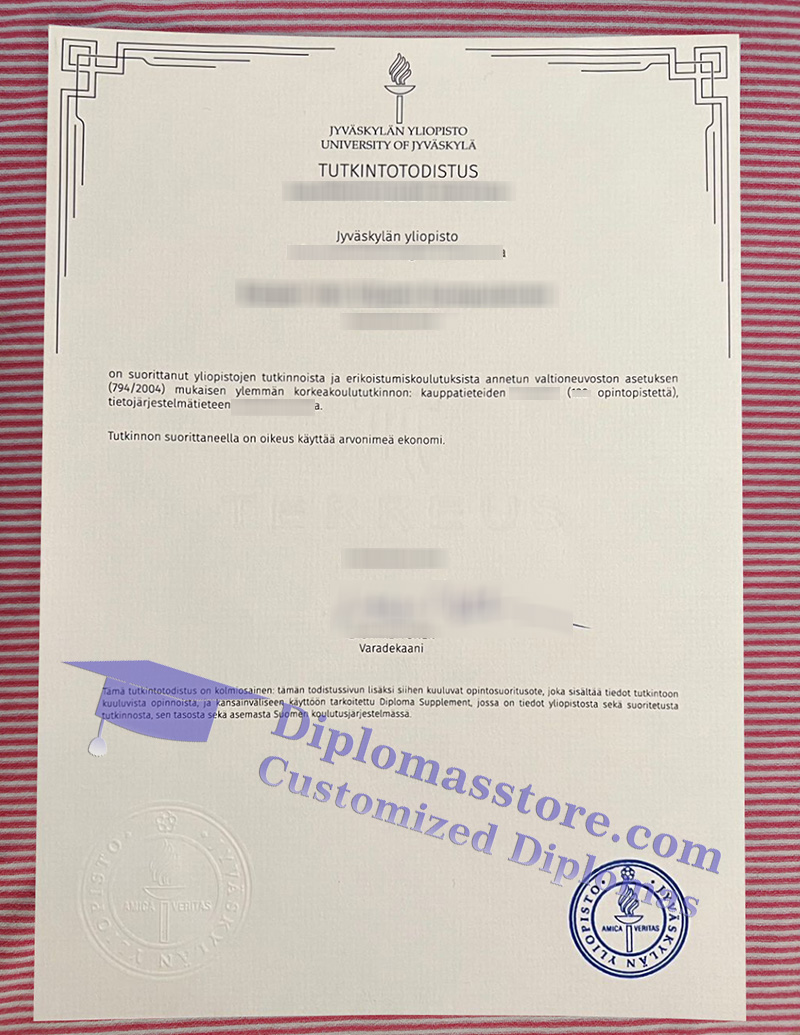 JYVÄSKYLÄN YLIOPISTO
UNIVERSITY OF JYVÄSKYLÄ
TUTKINTOTODISTUS
Jyväskylän yliopisto
on suorittanut yliopistojen tutkinnoista ja erikoistumiskoulutuksista annetun valtioneuvoston asetuksen
(794/2004) mukaisen ylemmän korkeakoulututkinnon: kauppatieteiden ( opintopistettä),
tietojärjestelmätieteen a.
Tutkinnon suorittaneella on oikeus käyttää arvonimeä ekonomi.
TERREUS
Varadekaani
Tämä tutkintotodistus on kolmiosainen: tämän todistussivun lisäksi siihen kuuluvat opintosuoritusote, joka sisältää tiedot tutkintoon
kuuluvista opinnoista, ja kansainväliseen käyttöön tarkoitettu Diploma Supplement, jossa on tiedot yliopistosta sekä suoritetusta
tutkinnosta, sen tasosta sekä asemasta Suomen koulutusjärjestelmässä.
Diplomasstore.com
Customized Diplomas
JYVÄSKYLÄN YLIOPISTO
AMICA VERITAS
JYVÄSKYLÄN YLIOPISTO
AMICA VERITAS